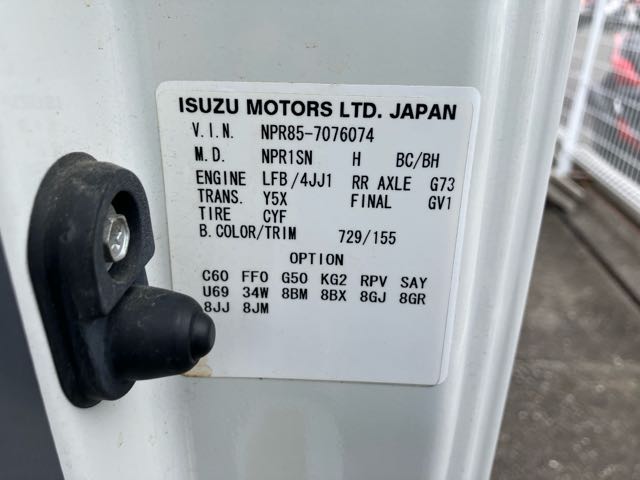 ISUZU MOTORS LTD. JAPAN
V.I.N. NPR85-7076074
M.D. NPR1SN H BC/BH
ENGINE LFB/4JJ1 RR AXLE G73
TRANS. Y5X FINAL GV1
TIRE CYF
B.COLOR/TRIM 729/155
OPTION
C60 FF0 G50 KG2 RPV SAY
U69 34W 8BM 8BX 8GJ 8GR
8JJ 8JM